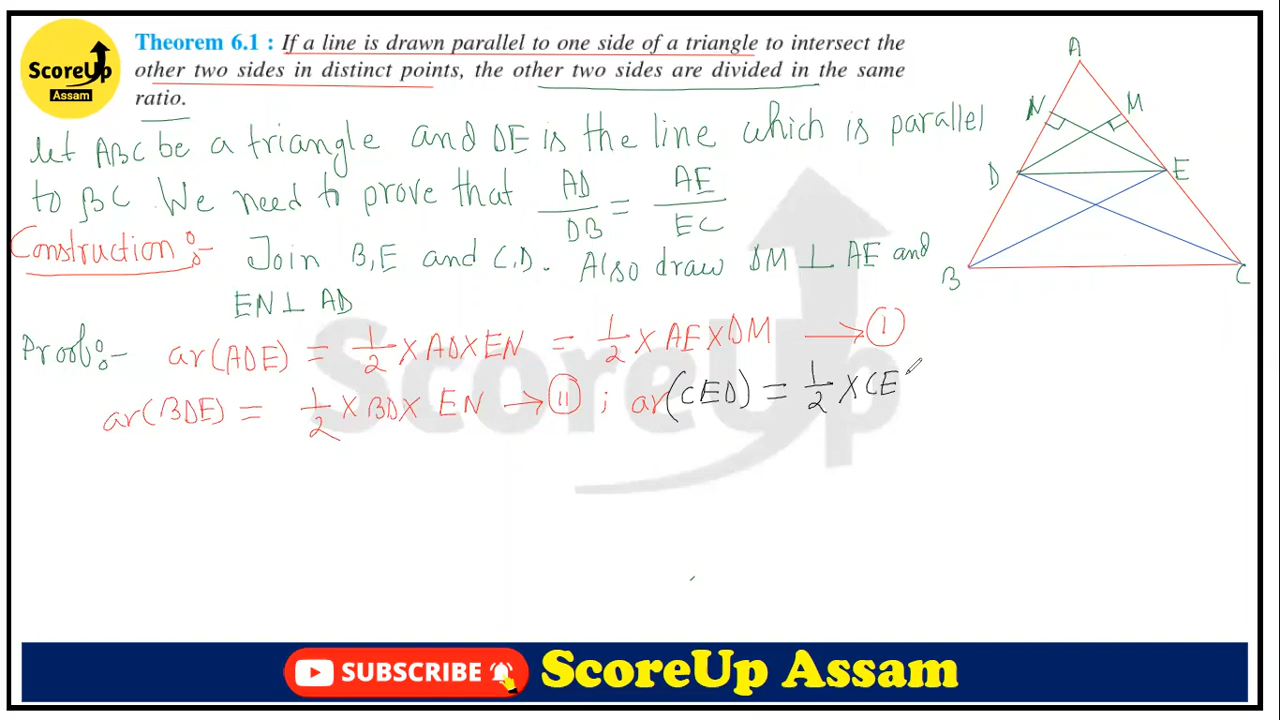 ScoreUp
Assam
Theorem 6.1 : If a line is drawn parallel to one side of a triangle to intersect the
other two sides in distinct points, the other two sides are divided in the same
ratio.
Let ABC be a triangle and DE is the line which is parallel
to BC. We need to prove that AD/DB = AE/EC
Construction :- Join B,E and C,D. Also draw DM ⊥ AE and
EN ⊥ AD
Proof :- ar(ADE) = 1/2 × AD × EN = 1/2 × AE × DM → I
ar(BDE) = 1/2 × BD × EN → II ; ar(CED) = 1/2 × CE
A
N
M
D
E
B
C
ScoreUp
SUBSCRIBE
ScoreUp Assam